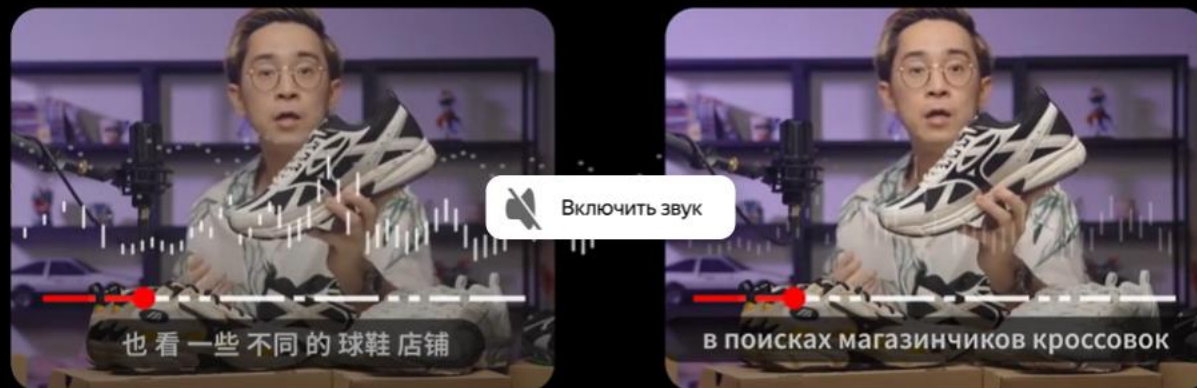 Включить звук
也 看 一些 不同 的 球鞋 店铺
в поисках магазинчиков кроссовок